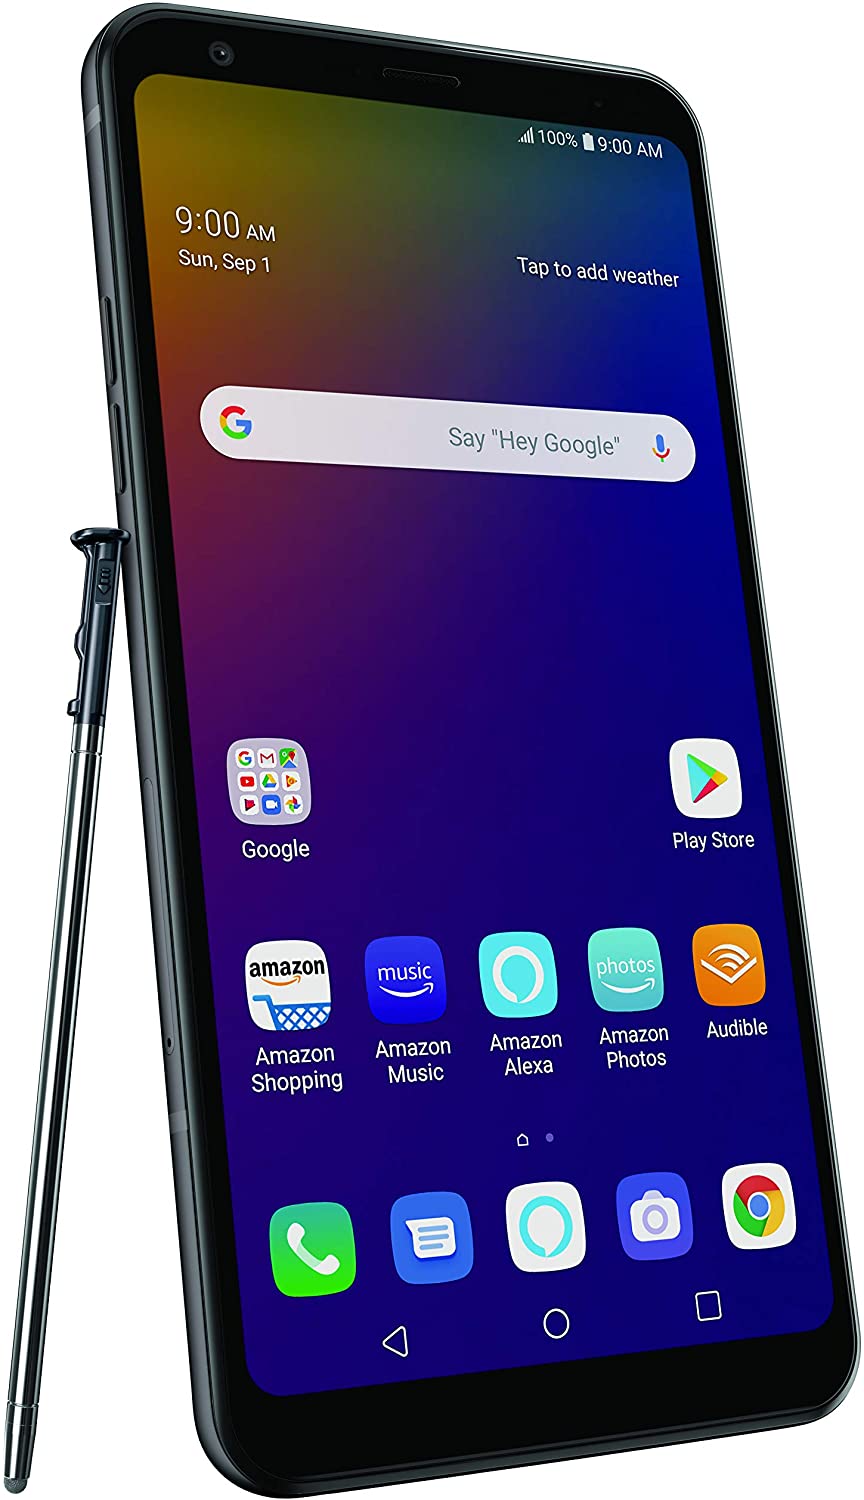 100% 9:00 AM
9:00 AM
Sun, Sep 1
Tap to add weather
Say "Hey Google"
Google
Play Store
amazon
music
photos
Amazon
Shopping
Amazon
Music
Amazon
Alexa
Amazon
Photos
Audible